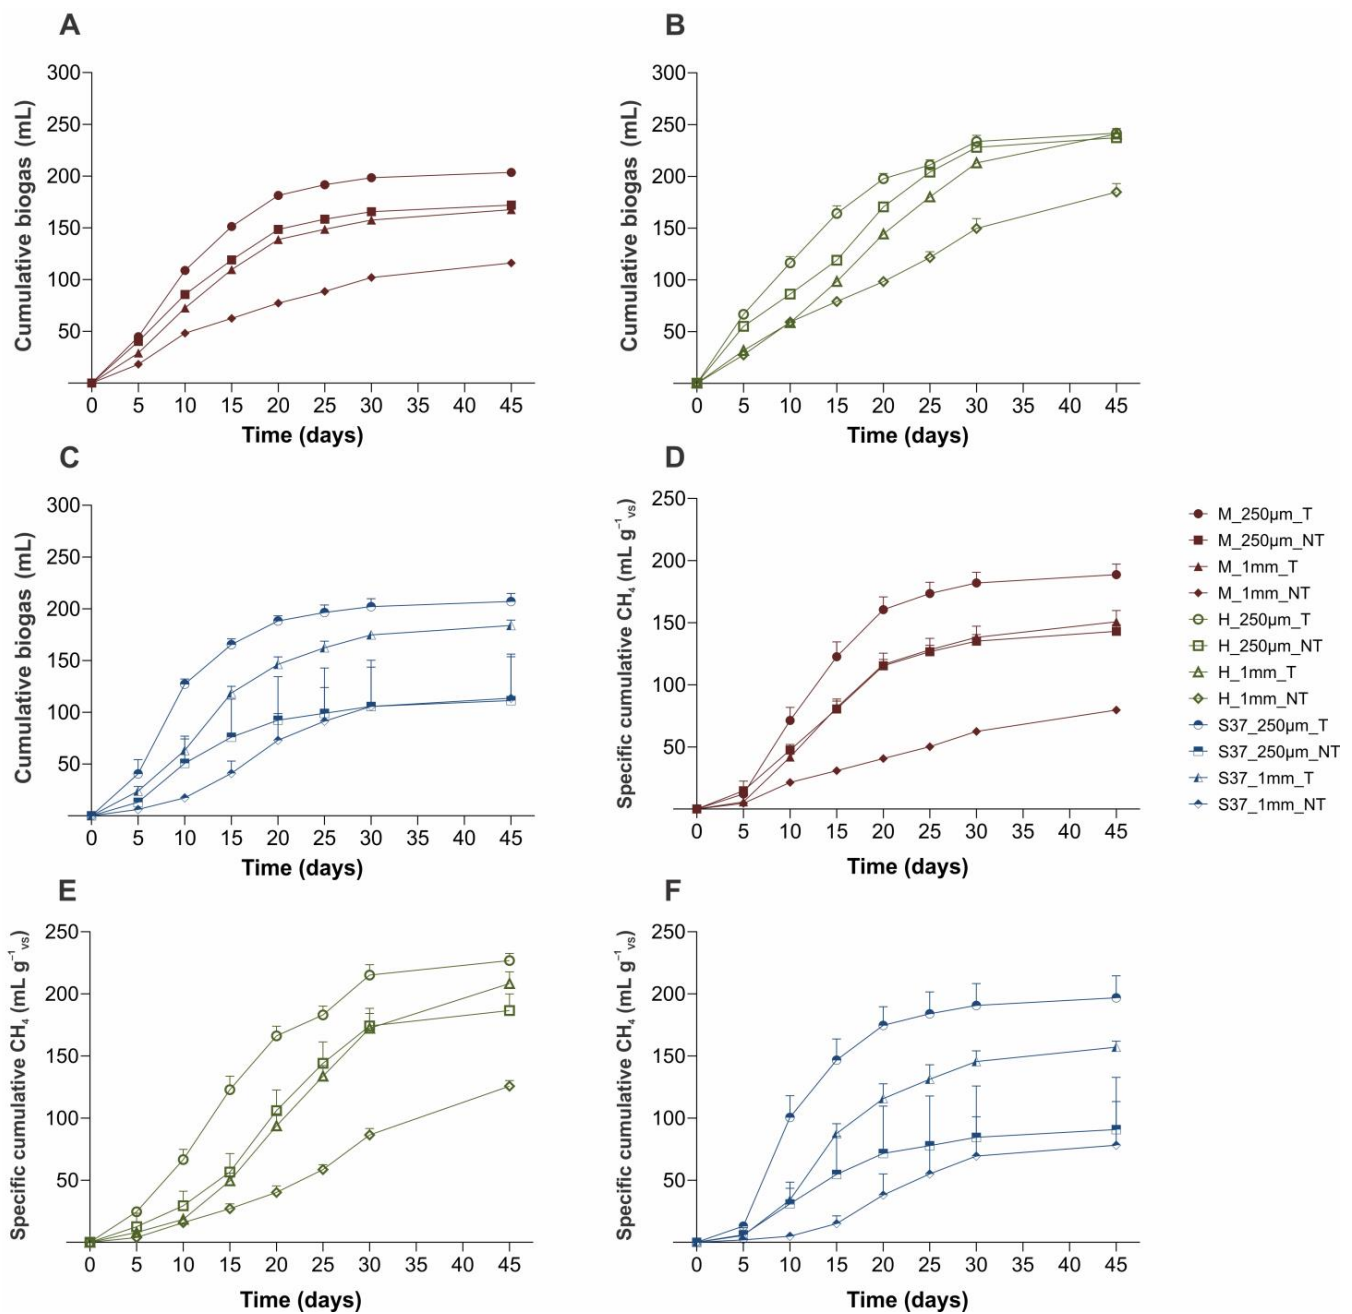 A
Cumulative biogas (mL)
300
250
200
150
100
50
0 5 10 15 20 25 30 35 40 45
Time (days)
B
Cumulative biogas (mL)
300
250
200
150
100
50
0 5 10 15 20 25 30 35 40 45
Time (days)
C
Cumulative biogas (mL)
300
250
200
150
100
50
0 5 10 15 20 25 30 35 40 45
Time (days)
D
Specific cumulative CH₄ (mL g⁻¹vs)
250
200
150
100
50
0 5 10 15 20 25 30 35 40 45
Time (days)
M_250µm_T
M_250µm_NT
M_1mm_T
M_1mm_NT
H_250µm_T
H_250µm_NT
H_1mm_T
H_1mm_NT
S37_250µm_T
S37_250µm_NT
S37_1mm_T
S37_1mm_NT
E
Specific cumulative CH₄ (mL g⁻¹vs)
250
200
150
100
50
0 5 10 15 20 25 30 35 40 45
Time (days)
F
Specific cumulative CH₄ (mL g⁻¹vs)
250
200
150
100
50
0 5 10 15 20 25 30 35 40 45
Time (days)